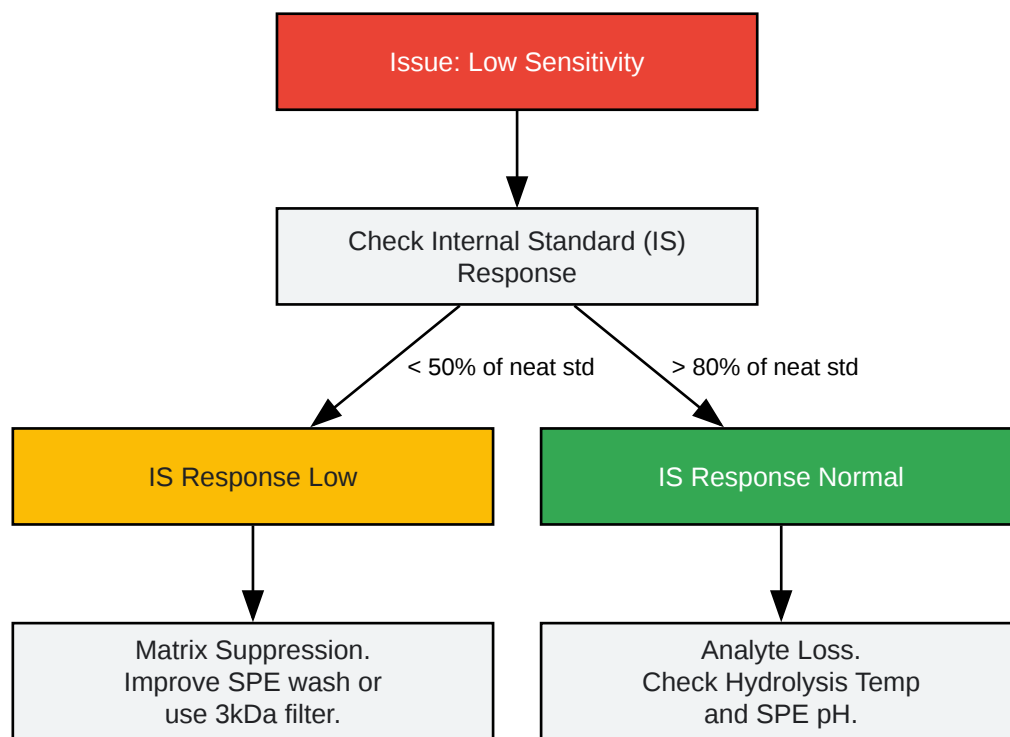 Issue: Low Sensitivity
Check Internal Standard (IS)
Response
< 50% of neat std
> 80% of neat std
IS Response Low
IS Response Normal
Matrix Suppression.
Improve SPE wash or
use 3kDa filter.
Analyte Loss.
Check Hydrolysis Temp
and SPE pH.